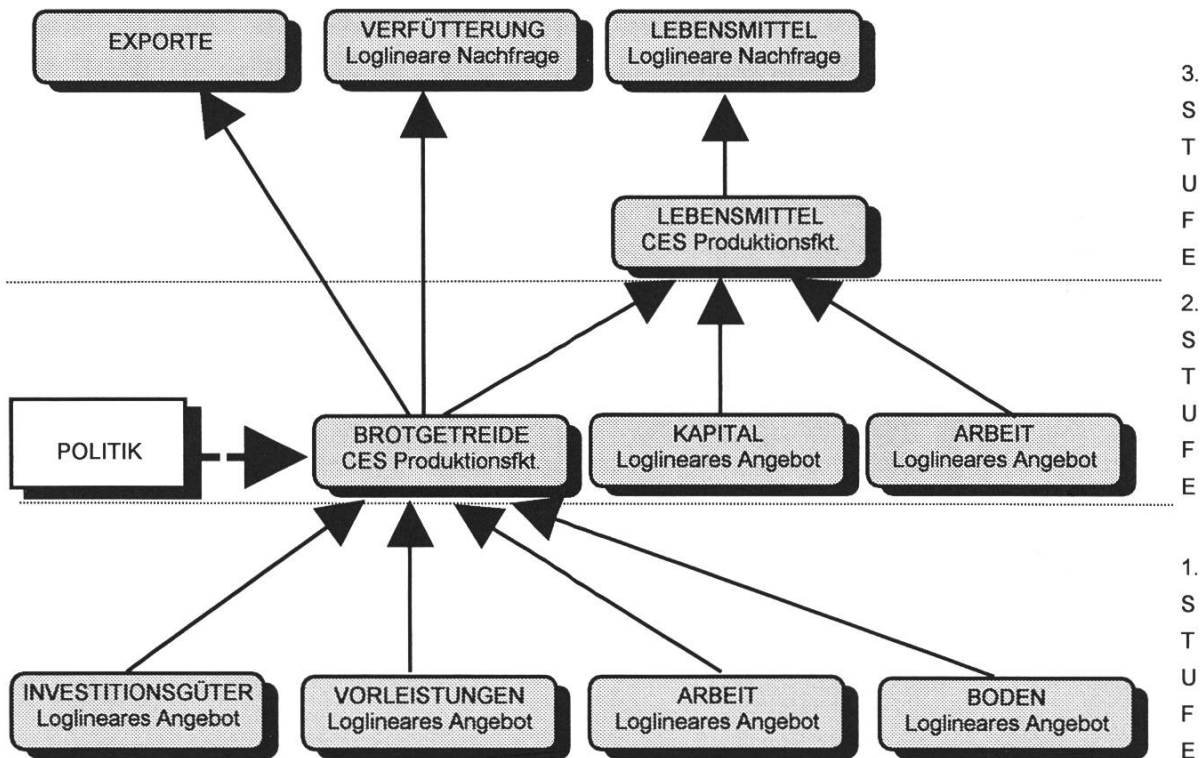 EXPORTE
VERFÜTTERUNG
Loglineare Nachfrage
LEBENSMITTEL
Loglineare Nachfrage
3.
S
T
U
F
E
LEBENSMITTEL
CES Produktionsfkt.
2.
S
T
U
F
E
POLITIK
BROTGETREIDE
CES Produktionsfkt.
KAPITAL
Loglineares Angebot
ARBEIT
Loglineares Angebot
1.
S
T
U
F
E
INVESTITIONSGÜTER
Loglineares Angebot
VORLEISTUNGEN
Loglineares Angebot
ARBEIT
Loglineares Angebot
BODEN
Loglineares Angebot